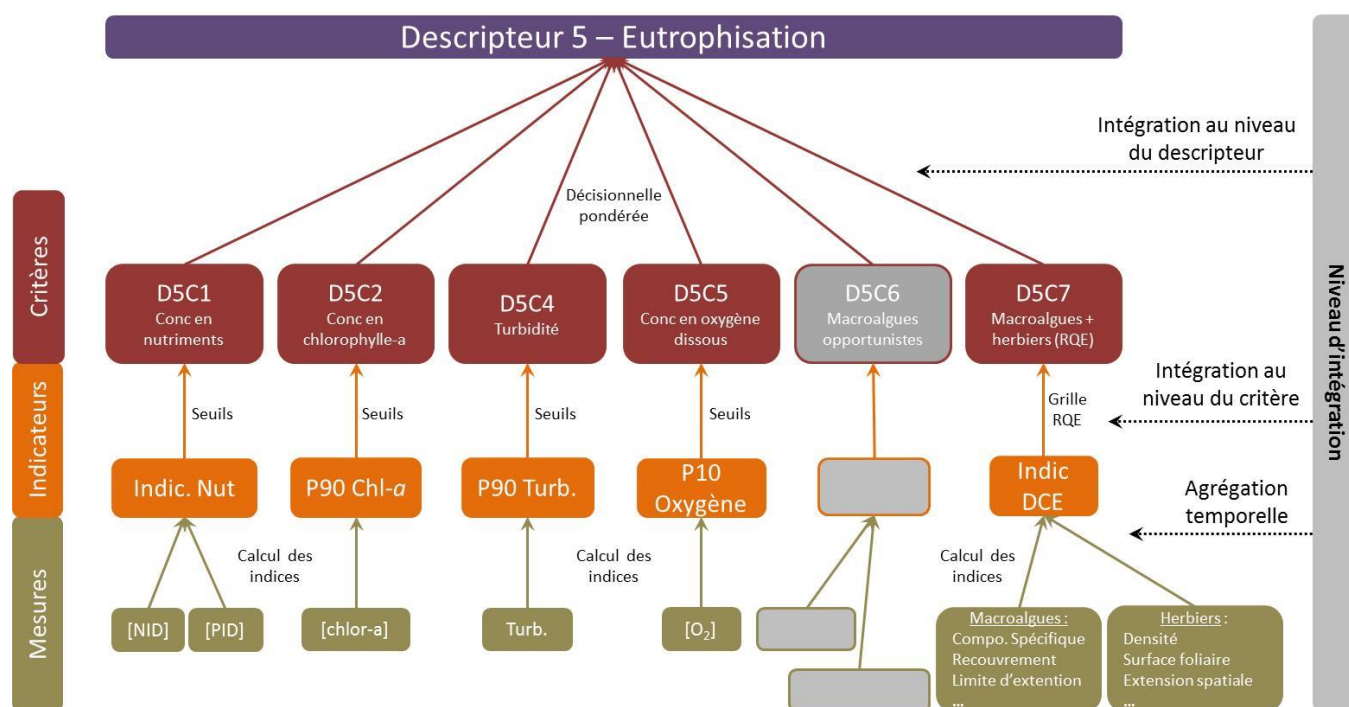 Descripteur 5 – Eutrophisation
Intégration au niveau
du descripteur
Décisionnelle
pondérée
Critères
D5C1
Conc en
nutriments
D5C2
Conc en
chlorophylle-a
D5C4
Turbidité
D5C5
Conc en oxygène
dissous
D5C6
Macroalgues
opportunistes
D5C7
Macroalgues +
herbiers (RQE)
Niveau d'intégration
Indicateurs
Seuils
Seuils
Seuils
Seuils
Grille
RQE
Intégration au
niveau du critère
Indic. Nut
P90 Chl-a
P90 Turb.
P10
Oxygène
Indic
DCE
Agrégation
temporelle
Mesures
Calcul des
indices
Calcul des
indices
Calcul des
indices
[NID]
[PID]
[chlor-a]
Turb.
[O₂]
Macroalgues :
Compo. Spécifique
Recouvrement
Limite d'extention
...
Herbiers :
Densité
Surface foliaire
Extension spatiale
...